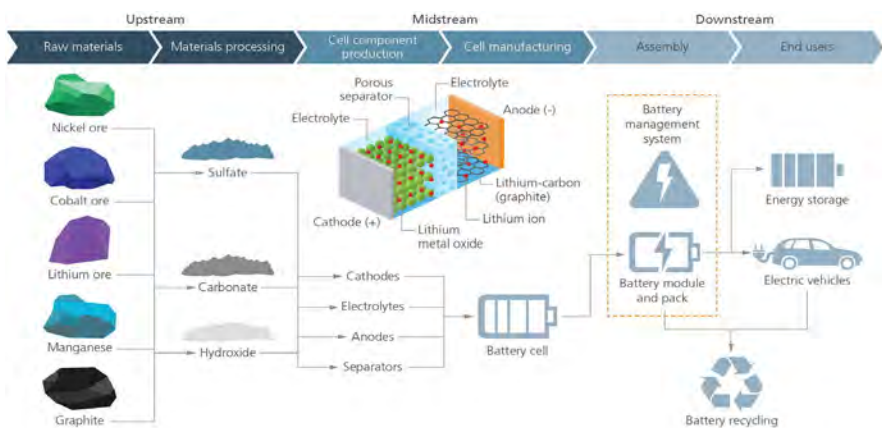 Upstream
Midstream
Downstream
Raw materials
Materials processing
Cell component
production
Cell manufacturing
Assembly
End users
Nickel ore
Cobalt ore
Lithium ore
Manganese
Graphite
Sulfate
Carbonate
Hydroxide
Porous
separator
Electrolyte
Electrolyte
Anode (-)
Cathode (+)
Lithium-carbon
(graphite)
Lithium ion
Lithium
metal oxide
Cathodes
Electrolytes
Anodes
Separators
Battery cell
Battery
management
system
Battery module
and pack
Energy storage
Electric vehicles
Battery recycling